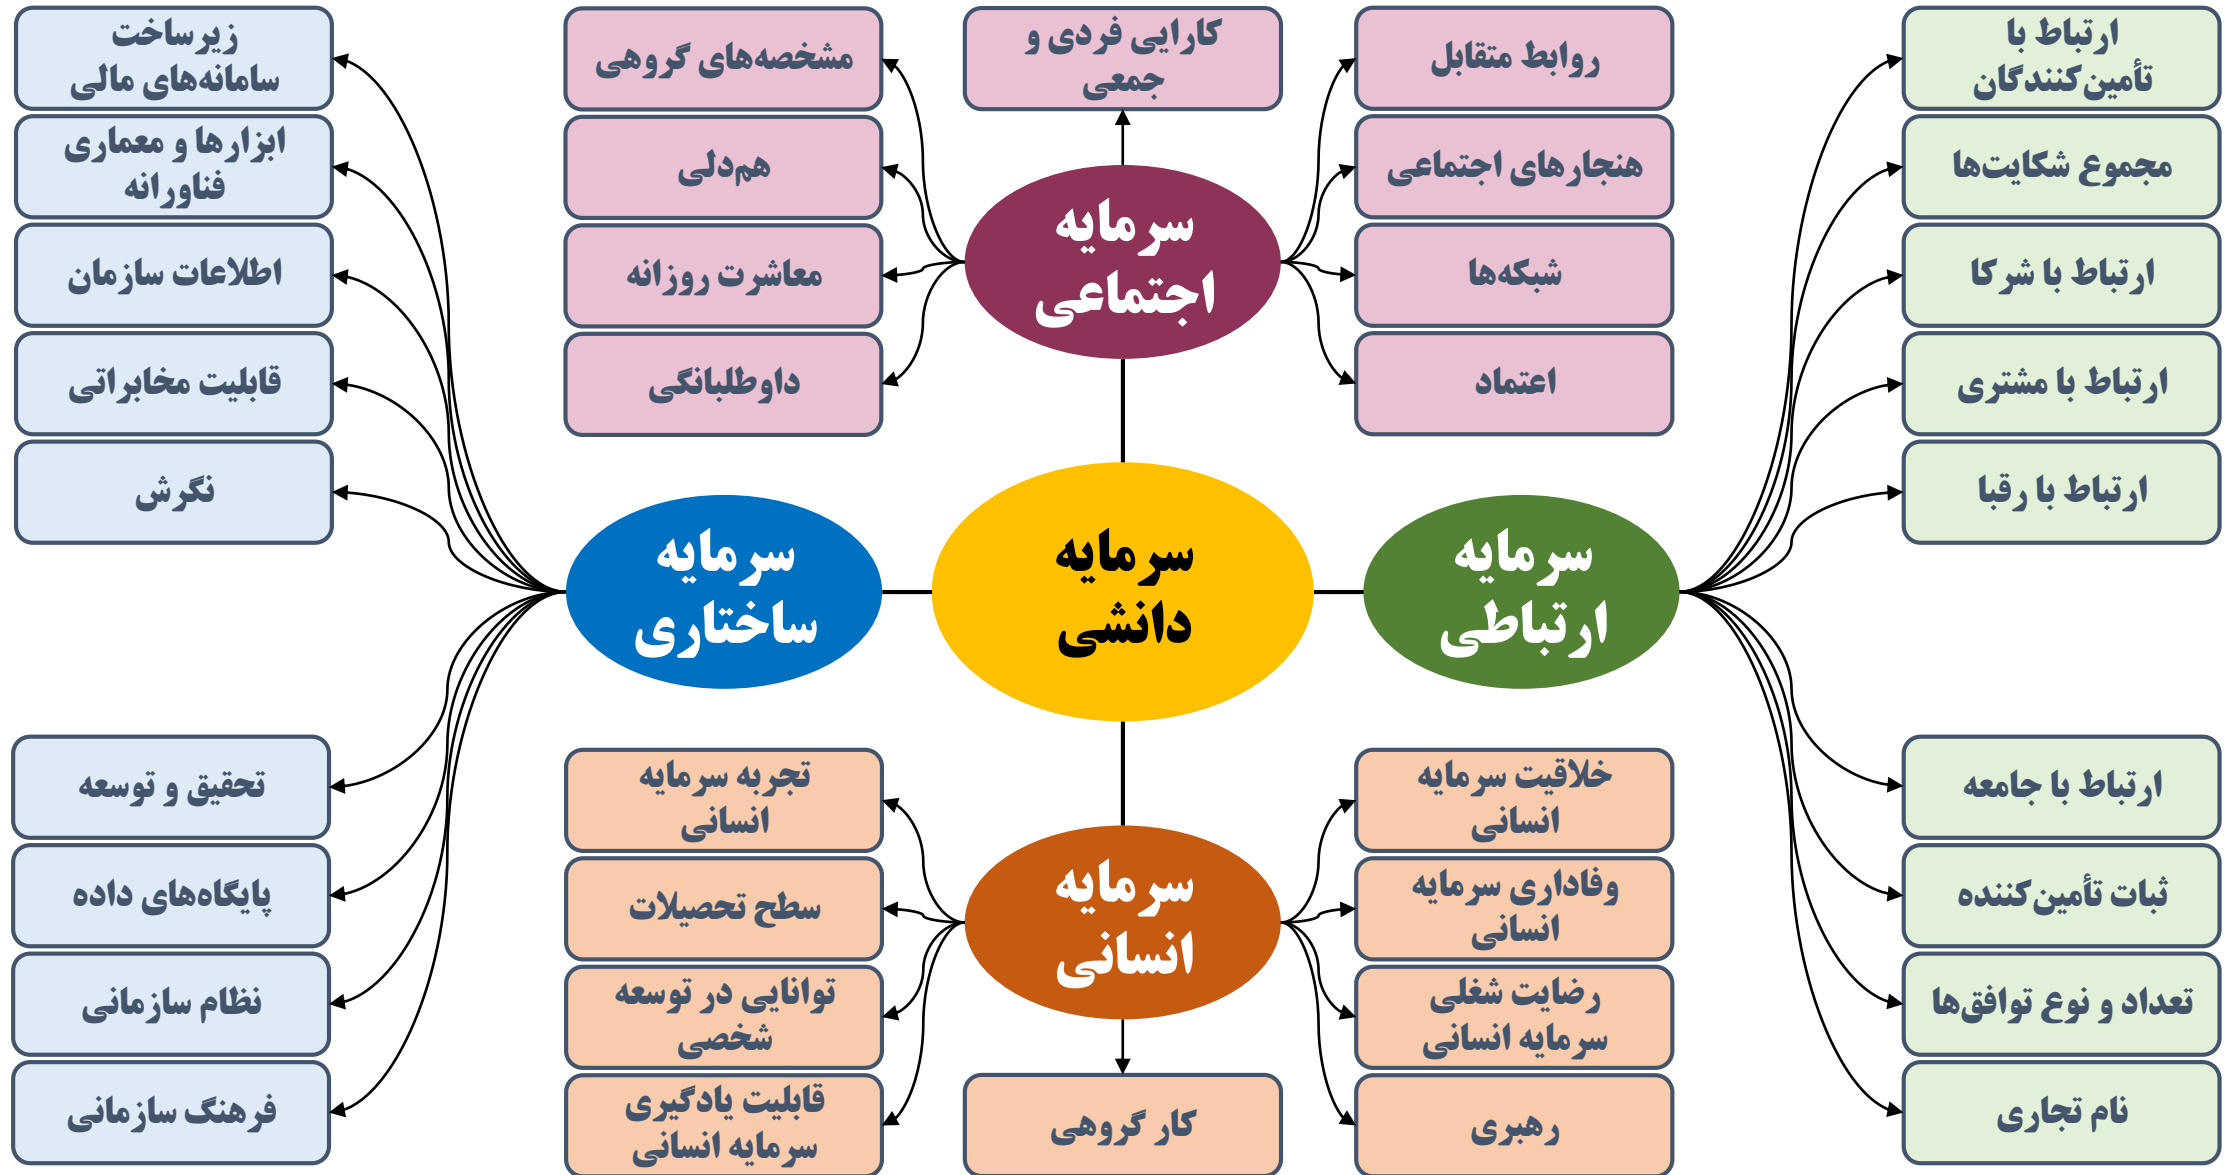 سرمایه
دانشی
سرمایه
اجتماعی
کارایی فردی و
جمعی
روابط متقابل
هنجارهای اجتماعی
شبکه‌ها
اعتماد
مشخصه‌های گروهی
هم‌دلی
معاشرت روزانه
داوطلبانگی
سرمایه
ارتباطی
ارتباط با
تأمین‌کنندگان
مجموع شکایت‌ها
ارتباط با شرکا
ارتباط با مشتری
ارتباط با رقبا
ارتباط با جامعه
ثبات تأمین‌کننده
تعداد و نوع توافق‌ها
نام تجاری
سرمایه
انسانی
خلاقیت سرمایه
انسانی
وفاداری سرمایه
انسانی
رضایت شغلی
سرمایه انسانی
رهبری
کار گروهی
تجربه سرمایه
انسانی
سطح تحصیلات
توانایی در توسعه
شخصی
قابلیت یادگیری
سرمایه انسانی
سرمایه
ساختاری
زیرساخت
سامانه‌های مالی
ابزارها و معماری
فناورانه
اطلاعات سازمان
قابلیت مخابراتی
نگرش
تحقیق و توسعه
پایگاه‌های داده
نظام سازمانی
فرهنگ سازمانی